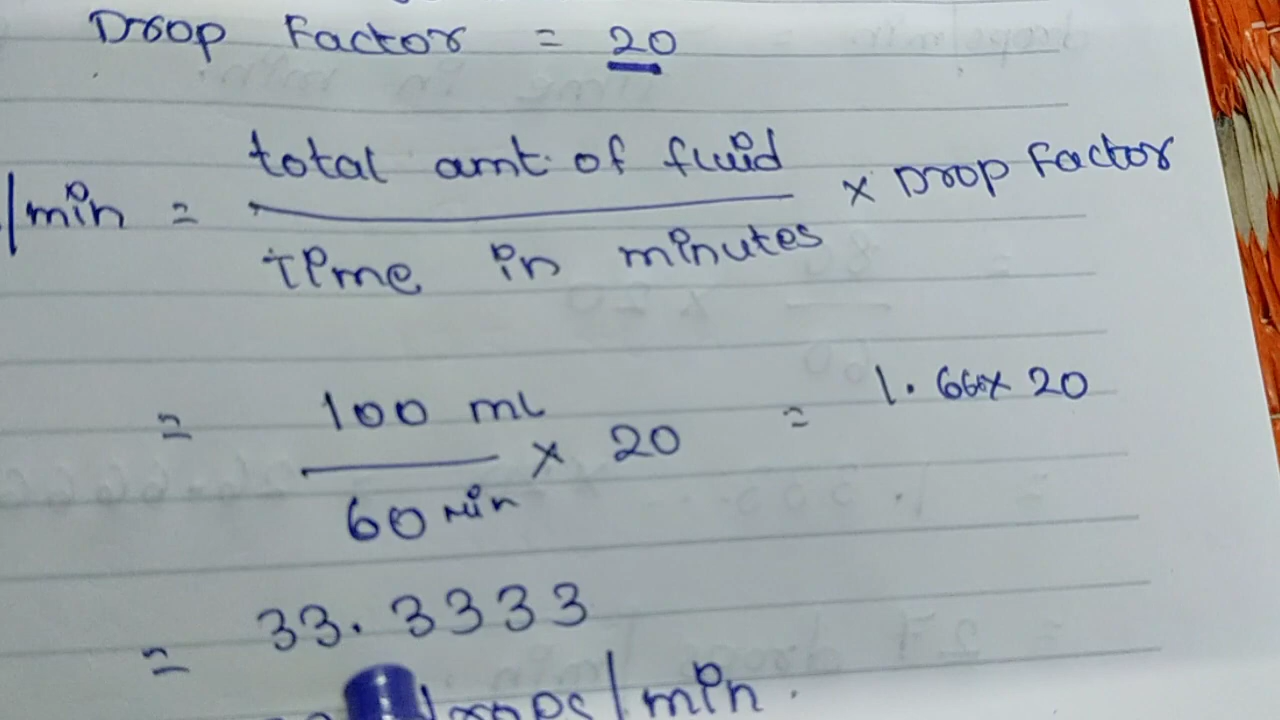 Drop Factor = 20
/min = total amt. of fluid / Time in minutes × Drop Factor
= 100 ml / 60 min × 20 = 1.66× 20
= 33.3333
drops/min.